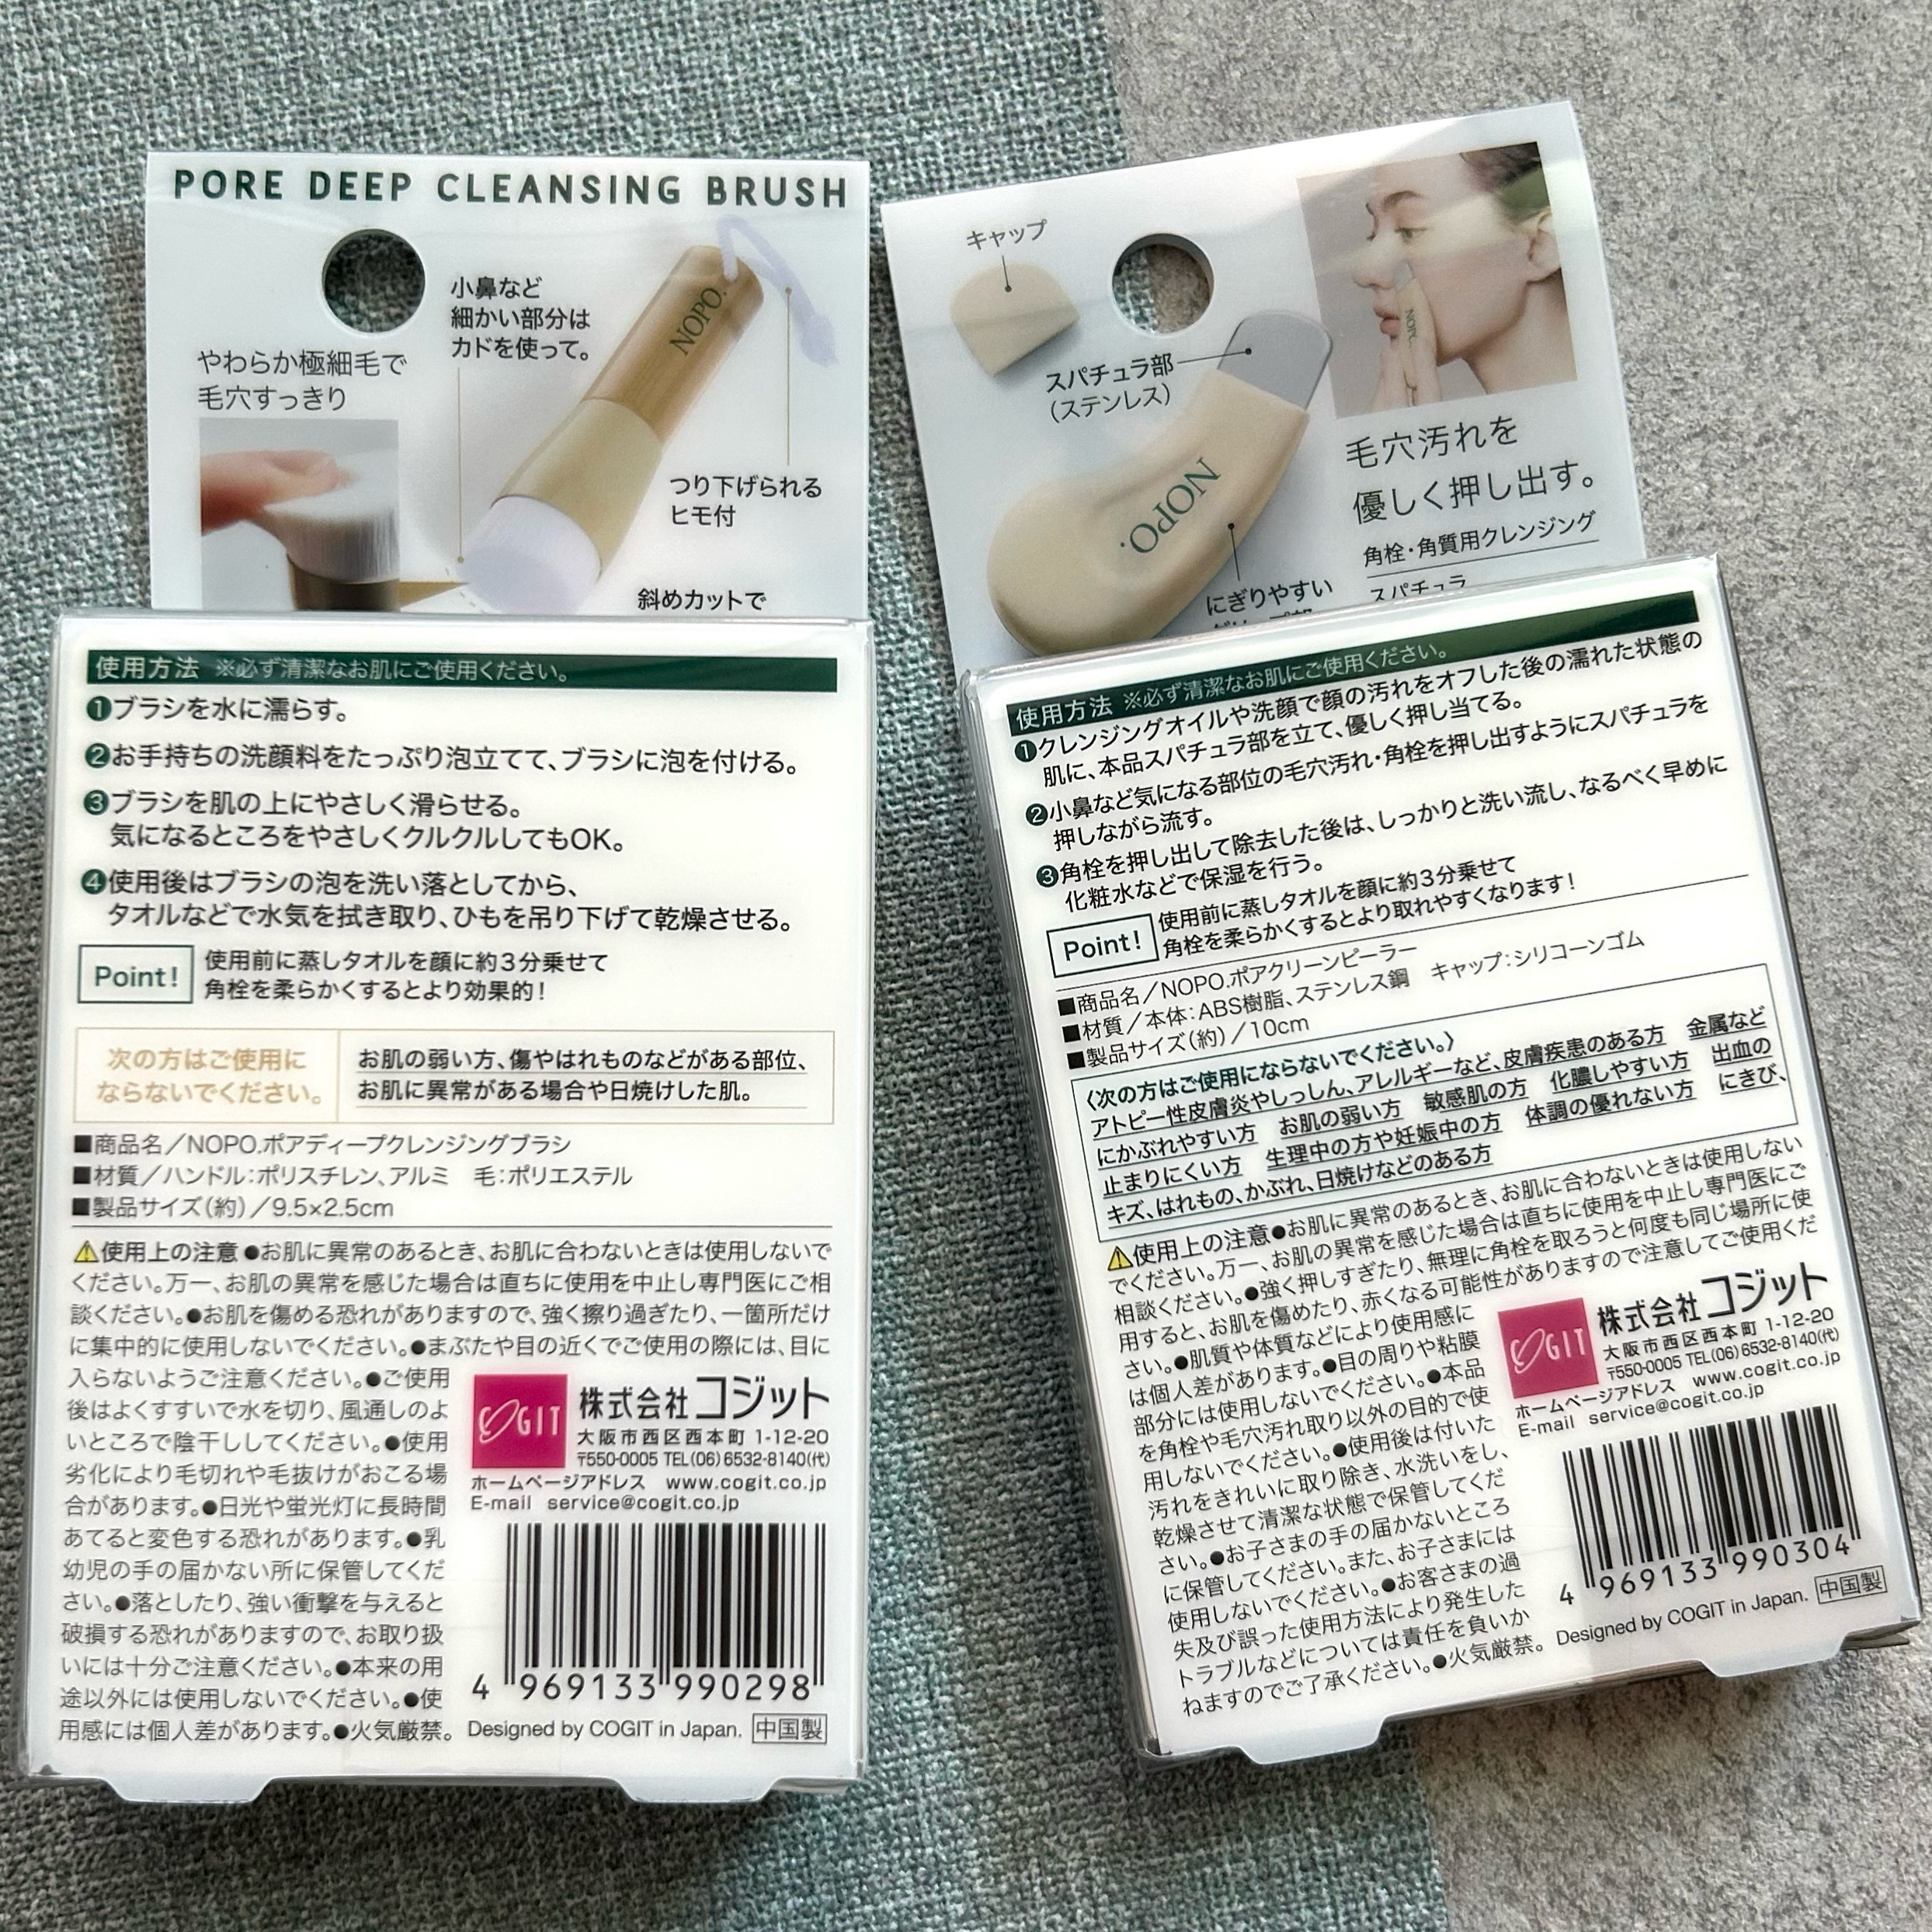 PORE DEEP CLEANSING BRUSH
小鼻など
細かい部分は
カドを使って。
やわらか極細毛で
毛穴すっきり
NOPO.
つり下げられる
ヒモ付
斜めカットで
使用方法 ※必ず清潔なお肌にご使用ください。
❶ブラシを水に濡らす。
❷お手持ちの洗顔料をたっぷり泡立てて、ブラシに泡を付ける。
❸ブラシを肌の上にやさしく滑らせる。
気になるところをやさしくクルクルしてもOK。
❹使用後はブラシの泡を洗い落としてから、
タオルなどで水気を拭き取り、ひもを吊り下げて乾燥させる。
Point!
使用前に蒸しタオルを顔に約3分乗せて
角栓を柔らかくするとより効果的！
次の方はご使用に
ならないでください。
お肌の弱い方、傷やはれものなどがある部位、
お肌に異常がある場合や日焼けした肌。
■商品名／NOPO.ポアディープクレンジングブラシ
■材質／ハンドル：ポリスチレン、アルミ　毛：ポリエステル
■製品サイズ（約）／9.5×2.5cm
⚠使用上の注意 ●お肌に異常のあるとき、お肌に合わないときは使用しないで
ください。万一、お肌の異常を感じた場合は直ちに使用を中止し専門医にご相
談ください。●お肌を傷める恐れがありますので、強く擦り過ぎたり、一箇所だけ
に集中的に使用しないでください。●まぶたや目の近くでご使用の際には、目に
入らないようご注意ください。●ご使用
後はよくすすいで水を切り、風通しのよ
いところで陰干ししてください。●使用
劣化により毛切れや毛抜けがおこる場
合があります。●日光や蛍光灯に長時間
あてると変色する恐れがあります。●乳
幼児の手の届かない所に保管してくだ
さい。●落としたり、強い衝撃を与えると
破損する恐れがありますので、お取り扱
いには十分ご注意ください。●本来の用
途以外には使用しないでください。●使
用感には個人差があります。●火気厳禁。
COGIT
株式会社コジット
大阪市西区西本町 1-12-20
〒550-0005 TEL(06)6532-8140(代)
ホームページアドレス　www.cogit.co.jp
E-mail　service@cogit.co.jp
4 969133 990298
Designed by COGIT in Japan. 中国製
キャップ
スパチュラ部
（ステンレス）
NOPO.
NOPO.
毛穴汚れを
優しく押し出す。
角栓・角質用クレンジング
スパチュラ
にぎりやすい
使用方法 ※必ず清潔なお肌にご使用ください。
❶クレンジングオイルや洗顔で顔の汚れをオフした後の濡れた状態の
肌に、本品スパチュラ部を立て、優しく押し当てる。
❷小鼻など気になる部位の毛穴汚れ・角栓を押し出すようにスパチュラを
押しながら流す。
❸角栓を押し出して除去した後は、しっかりと洗い流し、なるべく早めに
化粧水などで保湿を行う。
Point!
使用前に蒸しタオルを顔に約3分乗せて
角栓を柔らかくするとより取れやすくなります！
■商品名／NOPO.ポアクリーンピーラー
■材質／本体：ABS樹脂、ステンレス鋼　キャップ：シリコーンゴム
■製品サイズ（約）／10cm
〈次の方はご使用にならないでください。〉
アトピー性皮膚炎やしっしん、アレルギーなど、皮膚疾患のある方　金属など
にかぶれやすい方　お肌の弱い方　敏感肌の方　化膿しやすい方　出血の
止まりにくい方　生理中の方や妊娠中の方　体調の優れない方　にきび、
キズ、はれもの、かぶれ、日焼けなどのある方
⚠使用上の注意●お肌に異常のあるとき、お肌に合わないときは使用しない
でください。万一、お肌の異常を感じた場合は直ちに使用を中止し専門医にご
相談ください。●強く押しすぎたり、無理に角栓を取ろうと何度も同じ場所に使
用すると、お肌を傷めたり、赤くなる可能性がありますので注意してご使用くだ
さい。●肌質や体質などにより使用感に
は個人差があります。●目の周りや粘膜
部分には使用しないでください。●本品
を角栓や毛穴汚れ取り以外の目的で使
用しないでください。●使用後は付いた
汚れをきれいに取り除き、水洗いをし、
乾燥させて清潔な状態で保管してくだ
さい。●お子さまの手の届かないところ
に保管してください。また、お子さまには
使用しないでください。●お客さまの過
失及び誤った使用方法により発生した
トラブルなどについては責任を負いか
ねますのでご了承ください。●火気厳禁。
COGIT
株式会社コジット
大阪市西区西本町 1-12-20
〒550-0005 TEL(06)6532-8140(代)
ホームページアドレス　www.cogit.co.jp
E-mail　service@cogit.co.jp
4 969133 990304
Designed by COGIT in Japan. 中国製